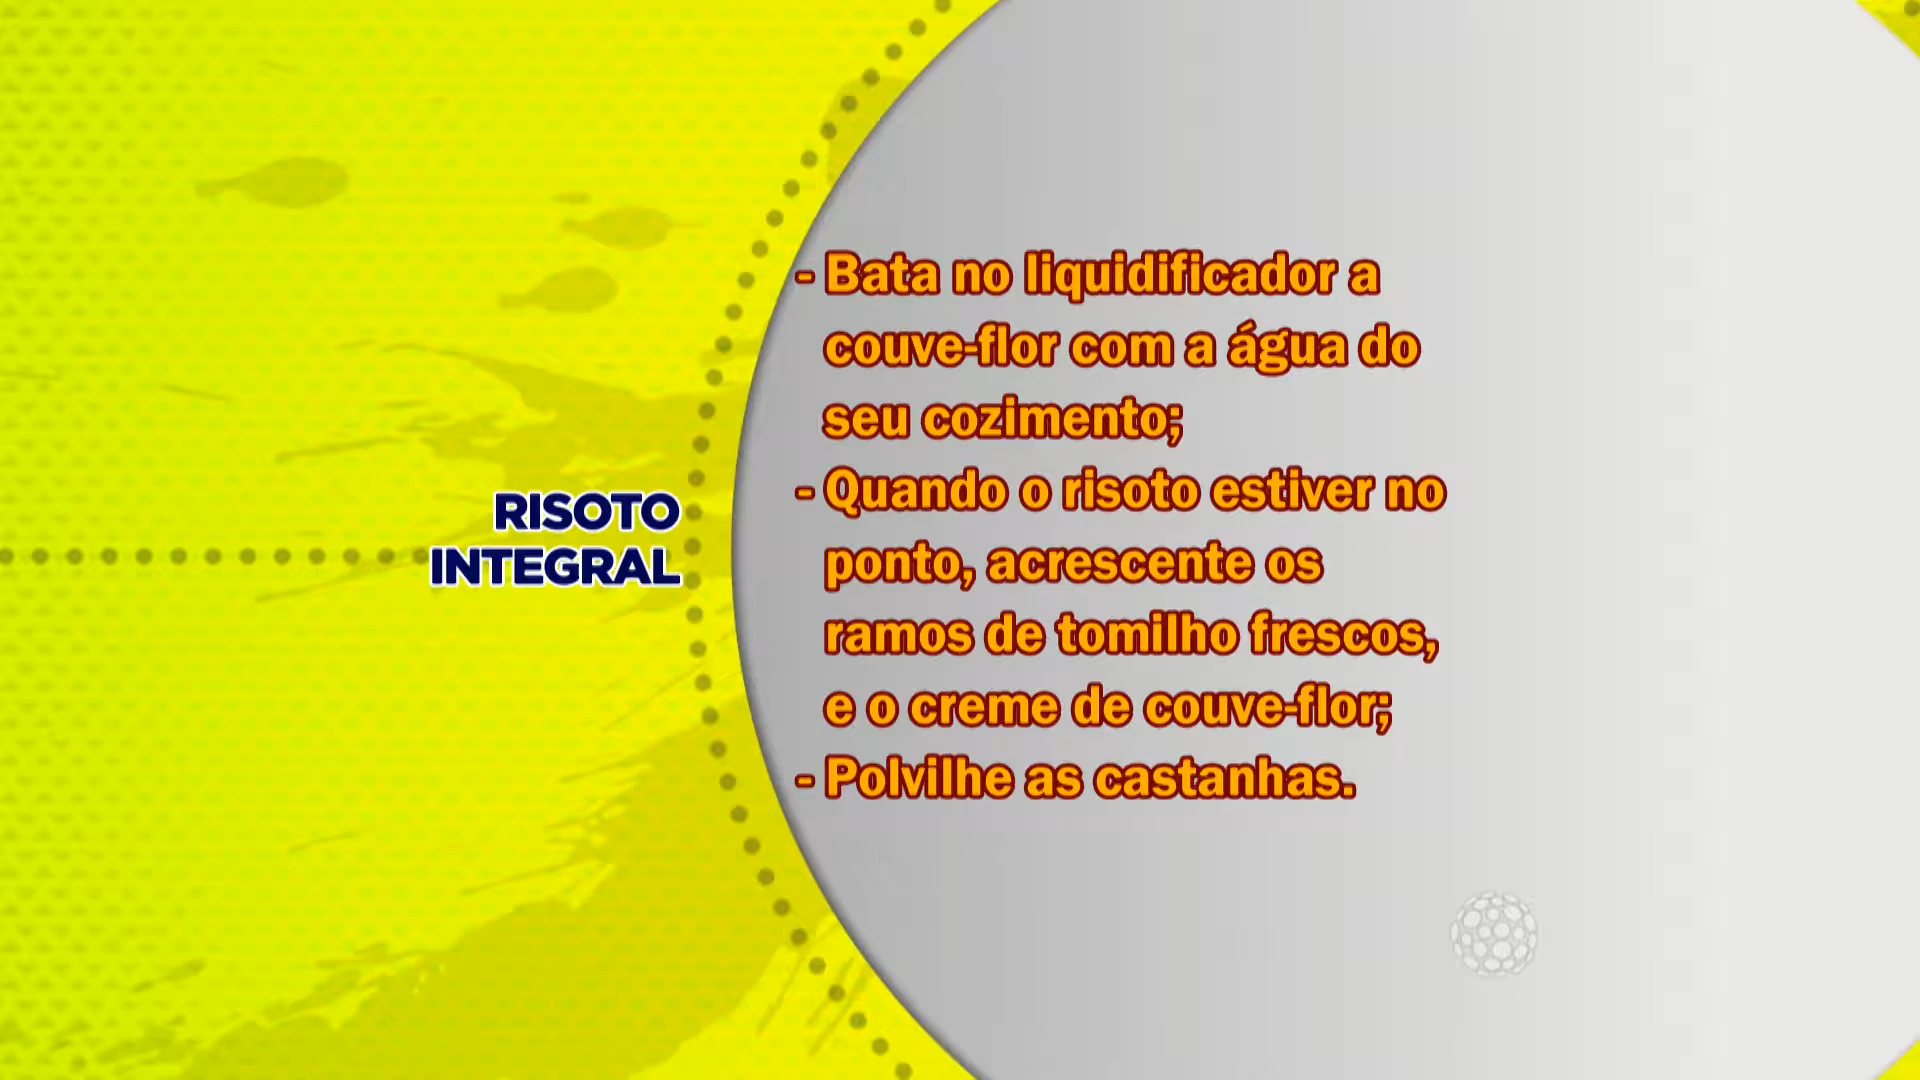 RISOTO
INTEGRAL
- Bata no liquidificador a
couve-flor com a água do
seu cozimento;
- Quando o risoto estiver no
ponto, acrescente os
ramos de tomilho frescos,
e o creme de couve-flor;
- Polvilhe as castanhas.